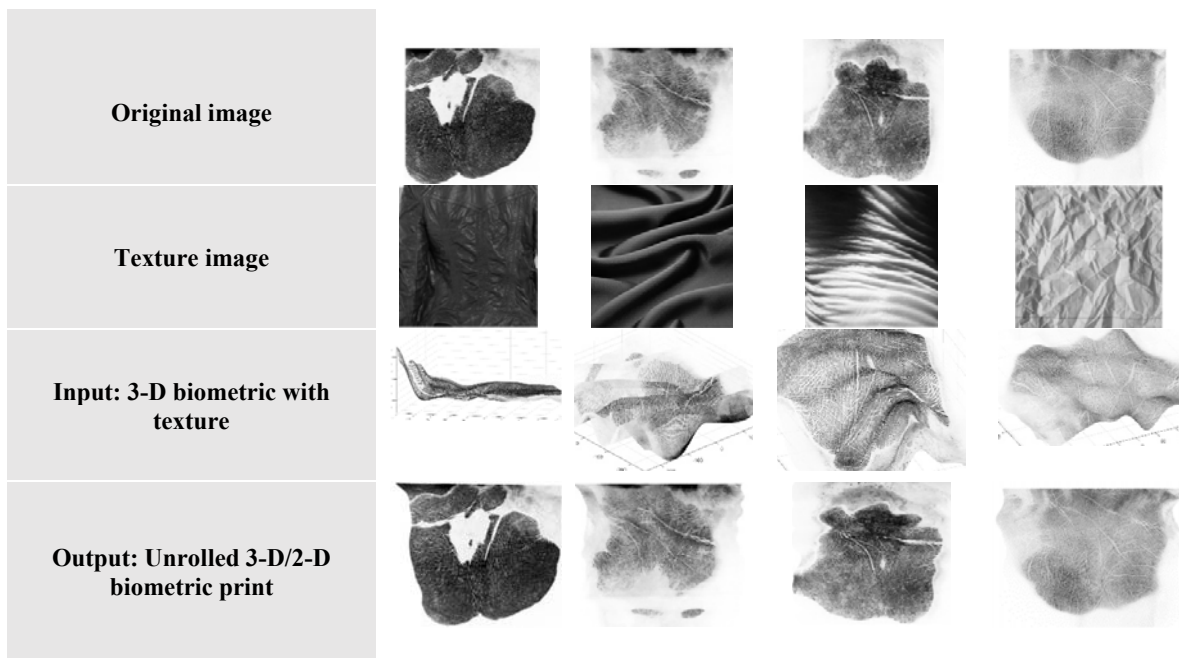 Original image
Texture image
Input: 3-D biometric with
texture
Output: Unrolled 3-D/2-D
biometric print